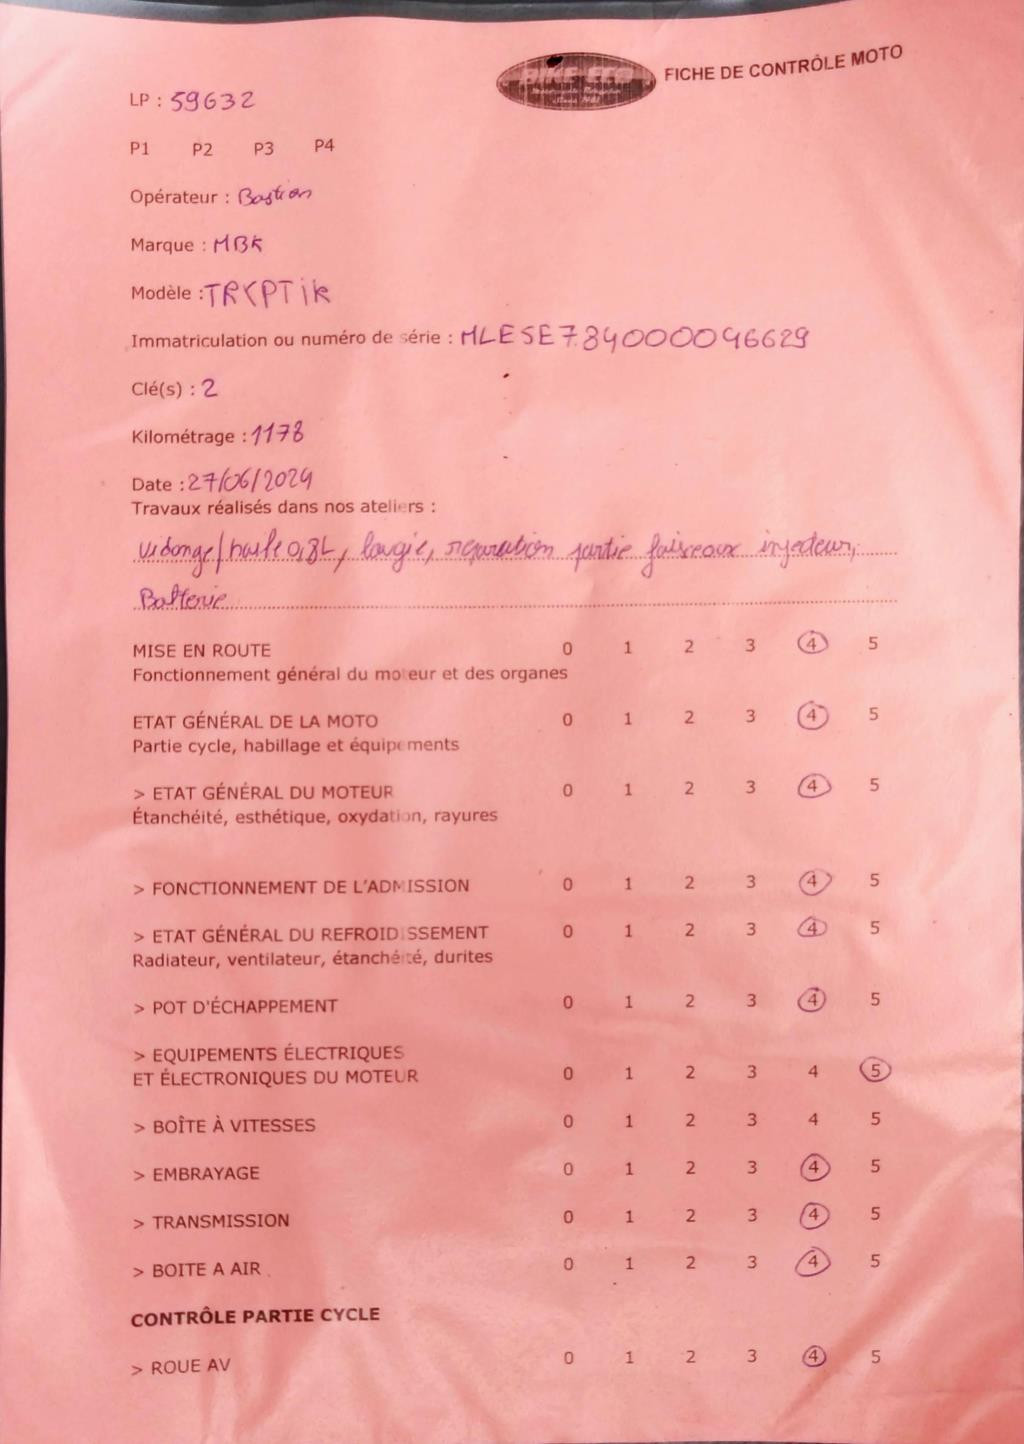 BIKE-ECO
FICHE DE CONTRÔLE MOTO
LP : 59632
P1 P2 P3 P4
Opérateur : Bastien
Marque : MBK
Modèle : TRYPTIK
Immatriculation ou numéro de série : MLESE784000096629
Clé(s) : 2
Kilométrage : 1178
Date : 27/06/2024
Travaux réalisés dans nos ateliers :
Vidange/huile 0,8L, bougie, réparation partie faisceaux injecteur,
Batterie
MISE EN ROUTE 0 1 2 3 4 5
Fonctionnement général du moteur et des organes
ETAT GÉNÉRAL DE LA MOTO 0 1 2 3 4 5
Partie cycle, habillage et équipements
> ETAT GÉNÉRAL DU MOTEUR 0 1 2 3 4 5
Étanchéité, esthétique, oxydation, rayures
> FONCTIONNEMENT DE L'ADMISSION 0 1 2 3 4 5
> ETAT GÉNÉRAL DU REFROIDISSEMENT 0 1 2 3 4 5
Radiateur, ventilateur, étanchéité, durites
> POT D'ÉCHAPPEMENT 0 1 2 3 4 5
> EQUIPEMENTS ÉLECTRIQUES
ET ÉLECTRONIQUES DU MOTEUR 0 1 2 3 4 5
> BOÎTE À VITESSES 0 1 2 3 4 5
> EMBRAYAGE 0 1 2 3 4 5
> TRANSMISSION 0 1 2 3 4 5
> BOITE A AIR 0 1 2 3 4 5
CONTRÔLE PARTIE CYCLE
> ROUE AV 0 1 2 3 4 5